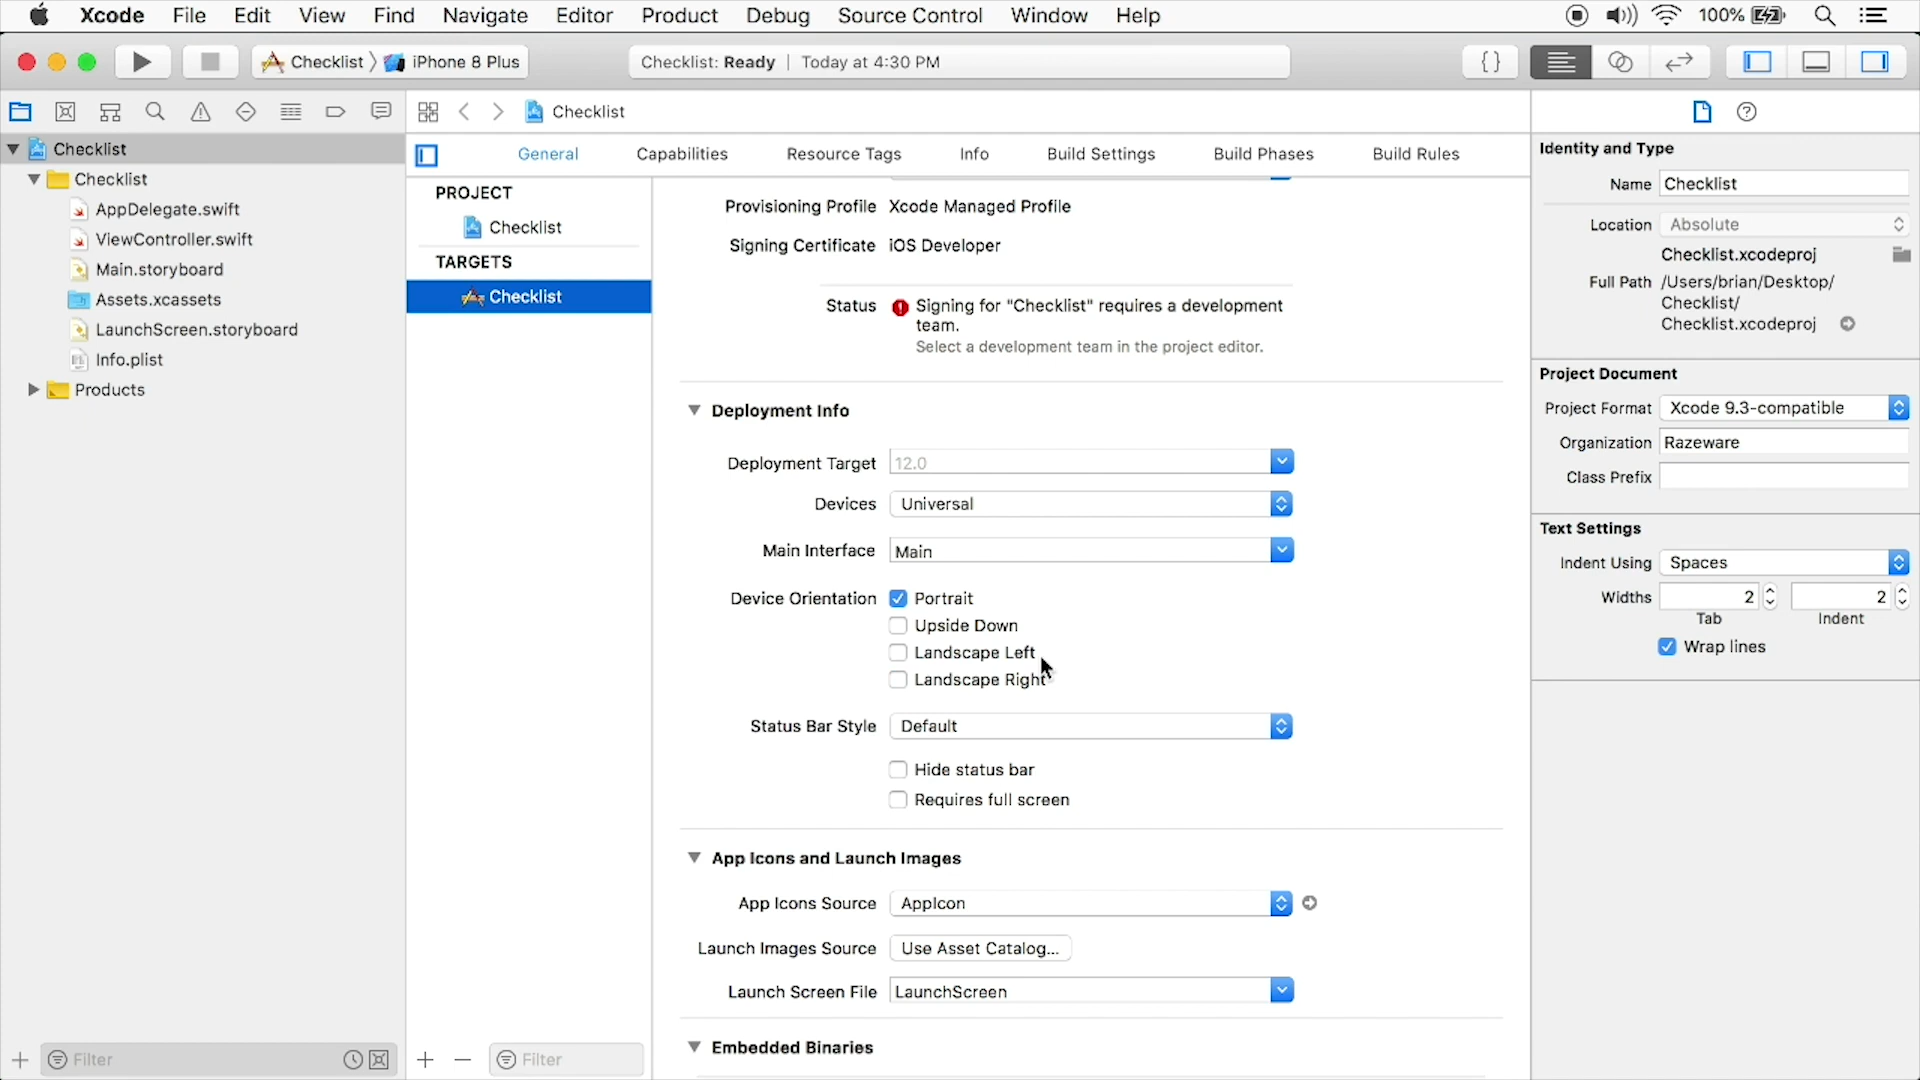 Xcode File Edit View Find Navigate Editor Product Debug Source Control Window Help 100%
Checklist iPhone 8 Plus Checklist: Ready | Today at 4:30 PM { }
Checklist
Checklist
AppDelegate.swift
ViewController.swift
Main.storyboard
Assets.xcassets
LaunchScreen.storyboard
Info.plist
Products
Filter
Checklist
General Capabilities Resource Tags Info Build Settings Build Phases Build Rules
PROJECT
Checklist
TARGETS
Checklist
Filter
Provisioning Profile Xcode Managed Profile
Signing Certificate iOS Developer
Status Signing for "Checklist" requires a development
team.
Select a development team in the project editor.
Deployment Info
Deployment Target 12.0
Devices Universal
Main Interface Main
Device Orientation Portrait
Upside Down
Landscape Left
Landscape Right
Status Bar Style Default
Hide status bar
Requires full screen
App Icons and Launch Images
App Icons Source AppIcon
Launch Images Source Use Asset Catalog...
Launch Screen File LaunchScreen
Embedded Binaries
Identity and Type
Name Checklist
Location Absolute
Checklist.xcodeproj
Full Path /Users/brian/Desktop/
Checklist/
Checklist.xcodeproj
Project Document
Project Format Xcode 9.3-compatible
Organization Razeware
Class Prefix
Text Settings
Indent Using Spaces
Widths 2 2
Tab Indent
Wrap lines